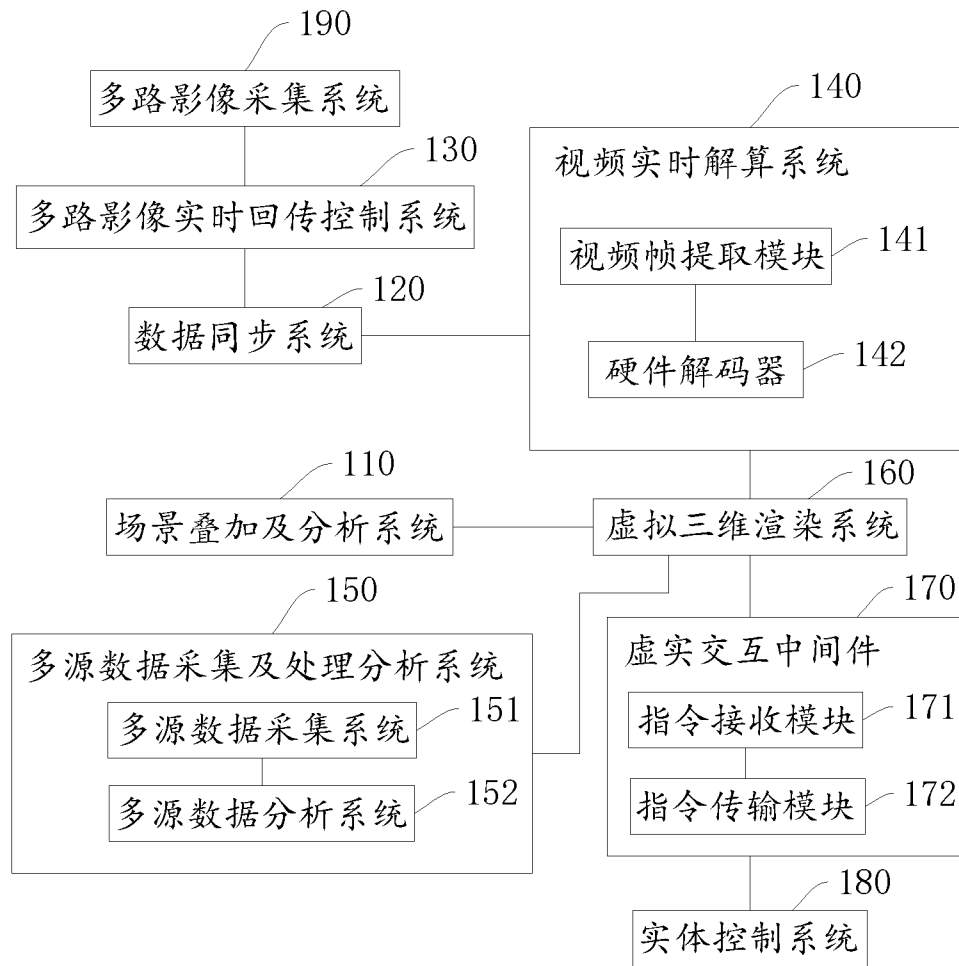 190
多路影像采集系统
130
多路影像实时回传控制系统
120
数据同步系统
140
视频实时解算系统
141
视频帧提取模块
142
硬件解码器
110
场景叠加及分析系统
160
虚拟三维渲染系统
150
多源数据采集及处理分析系统
151
多源数据采集系统
152
多源数据分析系统
170
虚实交互中间件
171
指令接收模块
172
指令传输模块
180
实体控制系统